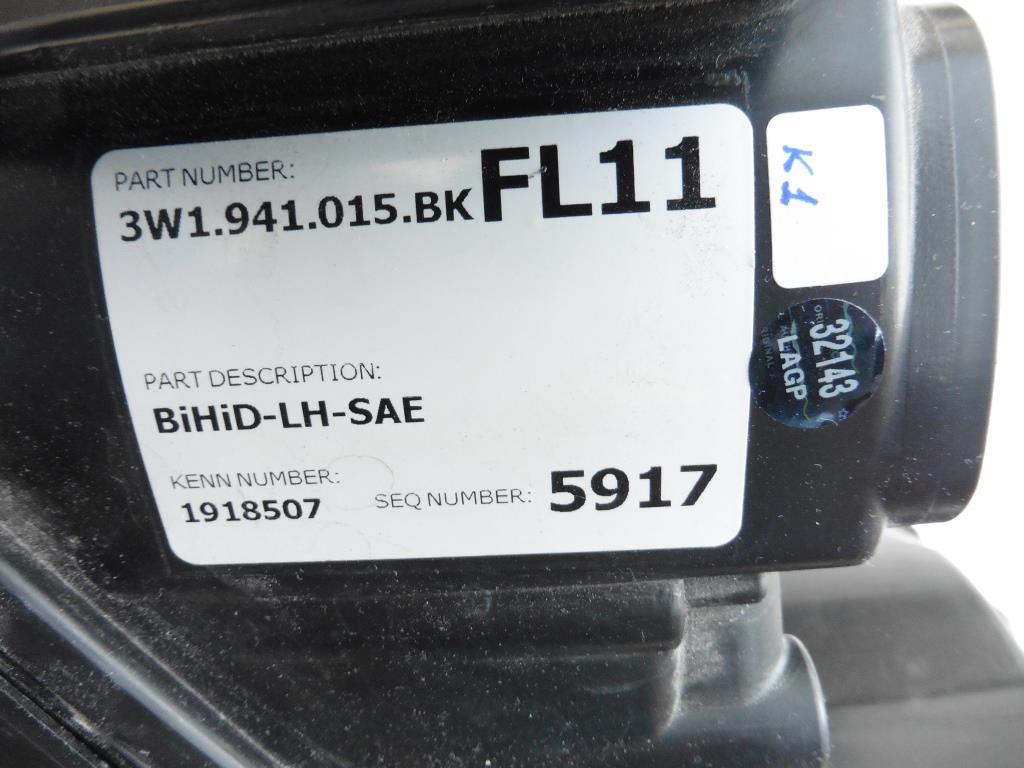 PART NUMBER:
3W1.941.015.BK FL11
PART DESCRIPTION:
BiHiD-LH-SAE
KENN NUMBER:
1918507
SEQ NUMBER: 5917
K1
32143
LAGP